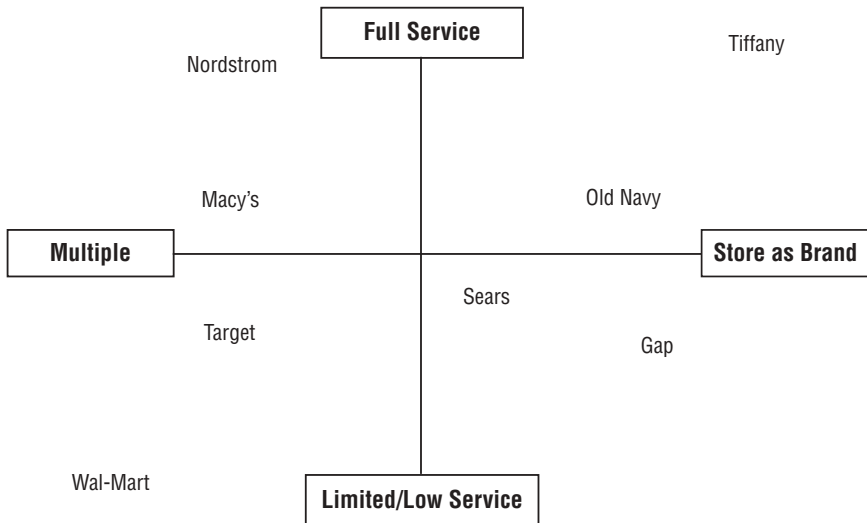 Full Service
Tiffany
Nordstrom
Macy’s
Old Navy
Multiple
Store as Brand
Sears
Target
Gap
Wal-Mart
Limited/Low Service